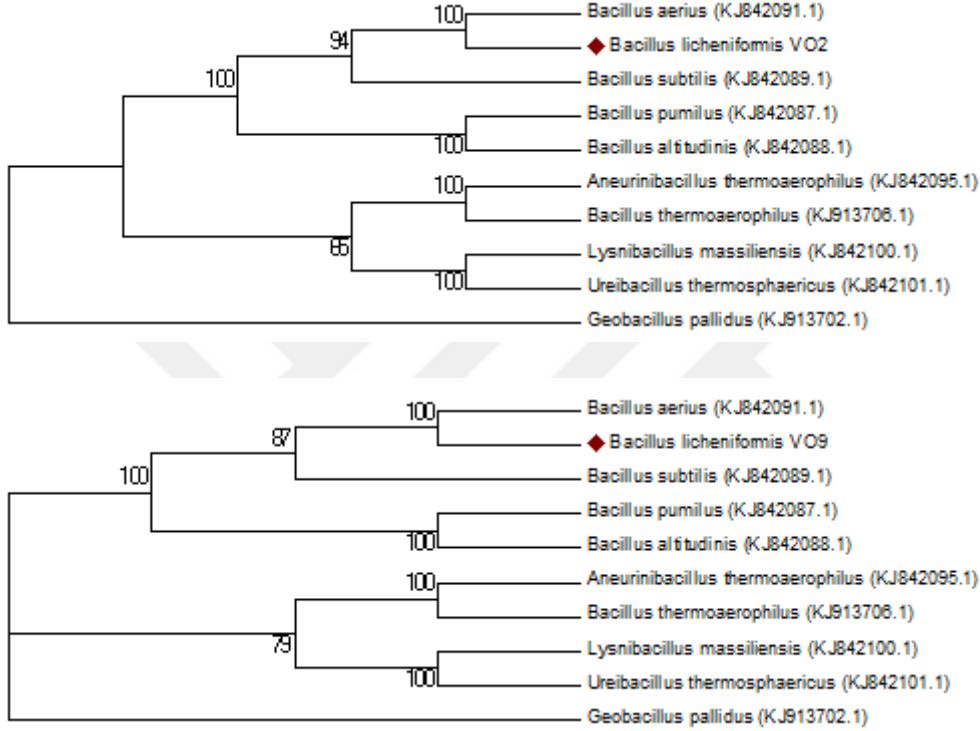 100
Bacillus aerius (KJ842091.1)
94
Bacillus licheniformis VO2
100
Bacillus subtilis (KJ842089.1)
Bacillus pumilus (KJ842087.1)
100
Bacillus altitudinis (KJ842088.1)
100
Aneurinibacillus thermoaerophilus (KJ842095.1)
Bacillus thermoaerophilus (KJ913706.1)
65
Lysnibacillus massiliensis (KJ842100.1)
100
Ureibacillus thermosphaericus (KJ842101.1)
Geobacillus pallidus (KJ913702.1)
100
Bacillus aerius (KJ842091.1)
87
Bacillus licheniformis VO9
100
Bacillus subtilis (KJ842089.1)
Bacillus pumilus (KJ842087.1)
100
Bacillus altitudinis (KJ842088.1)
100
Aneurinibacillus thermoaerophilus (KJ842095.1)
Bacillus thermoaerophilus (KJ913706.1)
79
Lysnibacillus massiliensis (KJ842100.1)
100
Ureibacillus thermosphaericus (KJ842101.1)
Geobacillus pallidus (KJ913702.1)